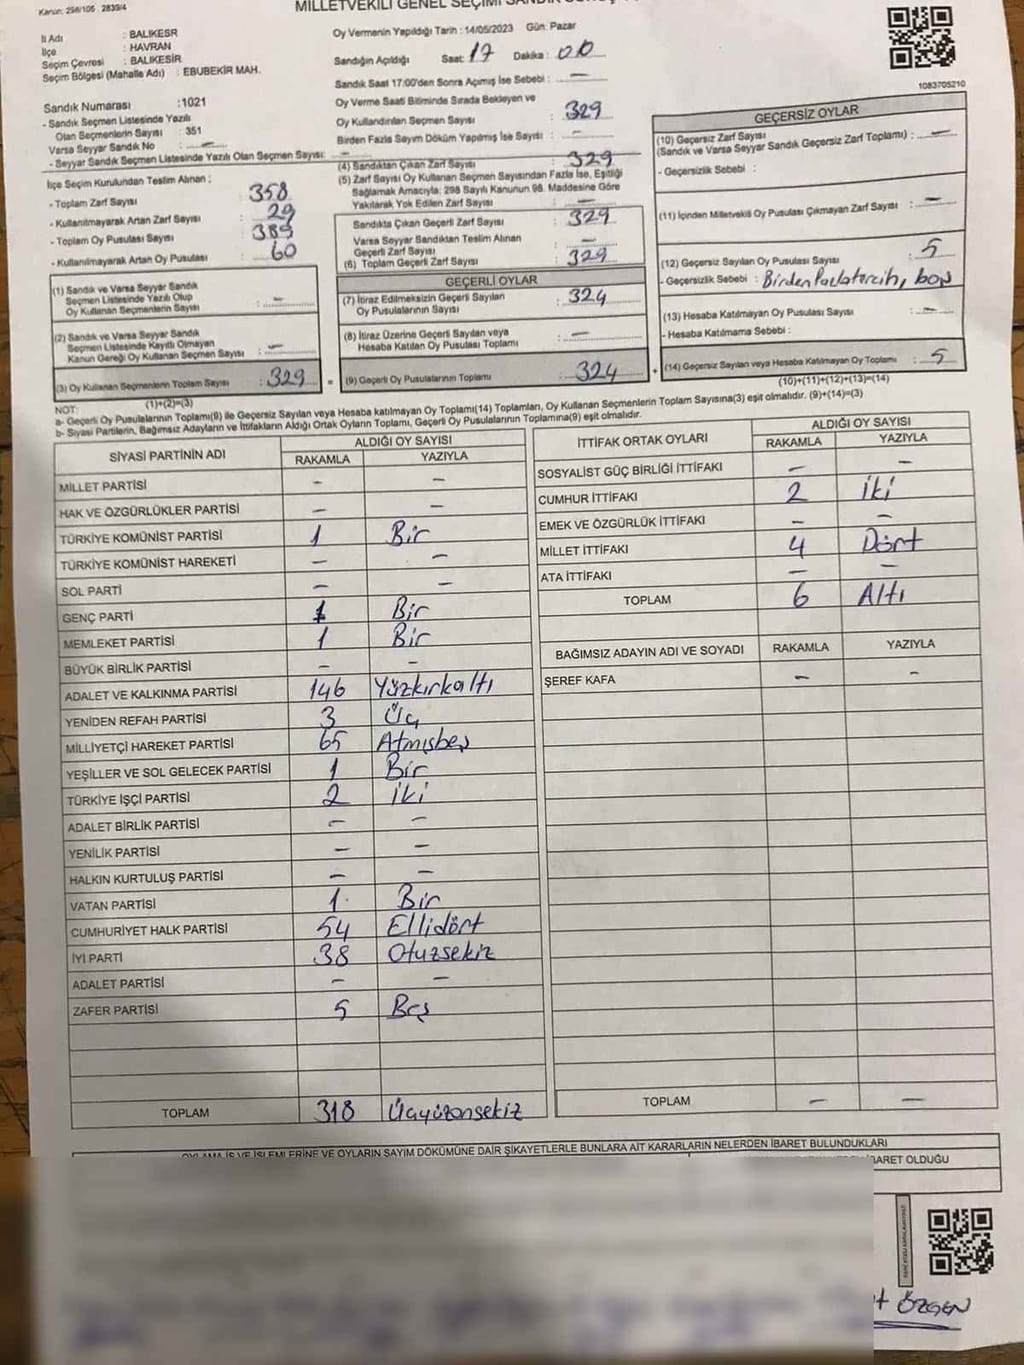 Kanun: 298/105 2839/4
MİLLETVEKİLİ GENEL SEÇİMİ SANDIK
İl Adı : BALIKESR
İlçe : HAVRAN
Seçim Çevresi : BALIKESİR
Seçim Bölgesi (Mahalle Adı) : EBUBEKİR MAH.
Sandık Numarası :1021
- Sandık Seçmen Listesinde Yazılı
Olan Seçmenlerin Sayısı : 351
Varsa Seyyar Sandık No : —
- Seyyar Sandık Seçmen Listesinde Yazılı Olan Seçmen Sayısı: —
İlçe Seçim Kurulundan Teslim Alınan :
- Toplam Zarf Sayısı : 358
- Kullanılmayarak Artan Zarf Sayısı : 29
- Toplam Oy Pusulası Sayısı : 389
- Kullanılmayarak Artan Oy Pusulası : 60
(1) Sandık ve Varsa Seyyar Sandık
Seçmen Listesinde Yazılı Olup
Oy Kullanan Seçmenlerin Sayısı : —
(2) Sandık ve Varsa Seyyar Sandık
Seçmen Listesinde Kayıtlı Olmayan
Kanun Gereği Oy Kullanan Seçmen Sayısı : —
(3) Oy Kullanan Seçmenlerin Toplam Sayısı : 329
(1)+(2)=(3)
Oy Vermenin Yapıldığı Tarih : 14/05/2023 Gün: Pazar
Sandığın Açıldığı Saat: 17 Dakika : 00
Sandık Saat 17:00'den Sonra Açımış İse Sebebi : —
Oy Verme Saati Bitiminde Sırada Bekleyen ve
Oy Kullandırılan Seçmen Sayısı : 329
Birden Fazla Sayım Döküm Yapılmış İse Sayısı : —
(4) Sandıktan Çıkan Zarf Sayısı : 329
(5) Zarf Sayısı Oy Kullanan Seçmen Sayısından Fazla İse, Eşitliği
Sağlamak Amacıyla; 298 Sayılı Kanunun 98. Maddesine Göre
Yakılarak Yok Edilen Zarf Sayısı : —
Sandıkta Çıkan Geçerli Zarf Sayısı : 329
Varsa Seyyar Sandıktan Teslim Alınan
Geçerli Zarf Sayısı : —
(6) Toplam Geçerli Zarf Sayısı : 329
GEÇERLİ OYLAR
(7) İtiraz Edilmeksizin Geçerli Sayılan
Oy Pusulalarının Sayısı : 324
(8) İtiraz Üzerine Geçerli Sayılan veya
Hesaba Katılan Oy Pusulası Toplamı : —
= (9) Geçerli Oy Pusulalarının Toplamı : 324 +
1083705210
GEÇERSİZ OYLAR
(10) Geçersiz Zarf Sayısı
(Sandık ve Varsa Seyyar Sandık Geçersiz Zarf Toplamı) : —
- Geçersizlik Sebebi :
(11) İçinden Milletvekili Oy Pusulası Çıkmayan Zarf Sayısı : —
(12) Geçersiz Sayılan Oy Pusulası Sayısı : 5
- Geçersizlik Sebebi : Birden fazla tercih, boş
(13) Hesaba Katılmayan Oy Pusulası Sayısı : —
- Hesaba Katılmama Sebebi :
(14) Geçersiz Sayılan veya Hesaba Katılmayan Oy Toplamı : 5
(10)+(11)+(12)+(13)=(14)
NOT:
a- Geçerli Oy Pusulalarının Toplamı(9) ile Geçersiz Sayılan veya Hesaba katılmayan Oy Toplamı(14) Toplamları, Oy Kullanan Seçmenlerin Toplam Sayısına(3) eşit olmalıdır. (9)+(14)=(3)
b- Siyasi Partilerin, Bağımsız Adayların ve İttifakların Aldığı Ortak Oyların Toplamı, Geçerli Oy Pusulalarının Toplamına(9) eşit olmalıdır.
SİYASİ PARTİNİN ADI ALDIĞI OY SAYISI
RAKAMLA YAZIYLA
MİLLET PARTİSİ — —
HAK VE ÖZGÜRLÜKLER PARTİSİ — —
TÜRKİYE KOMÜNİST PARTİSİ 1 Bir
TÜRKİYE KOMÜNİST HAREKETİ — —
SOL PARTİ — —
GENÇ PARTİ 1 Bir
MEMLEKET PARTİSİ 1 Bir
BÜYÜK BİRLİK PARTİSİ — —
ADALET VE KALKINMA PARTİSİ 146 Yüzkırkaltı
YENİDEN REFAH PARTİSİ 3 Üç
MİLLİYETÇİ HAREKET PARTİSİ 65 Atmışbeş
YEŞİLLER VE SOL GELECEK PARTİSİ 1 Bir
TÜRKİYE İŞÇİ PARTİSİ 2 iki
ADALET BİRLİK PARTİSİ — —
YENİLİK PARTİSİ — —
HALKIN KURTULUŞ PARTİSİ — —
VATAN PARTİSİ 1 Bir
CUMHURİYET HALK PARTİSİ 54 Ellidört
İYİ PARTİ 38 Otuzsekiz
ADALET PARTİSİ — —
ZAFER PARTİSİ 5 Beş
TOPLAM 318 Üçyüzonsekiz
İTTİFAK ORTAK OYLARI ALDIĞI OY SAYISI
RAKAMLA YAZIYLA
SOSYALİST GÜÇ BİRLİĞİ İTTİFAKI — —
CUMHUR İTTİFAKI 2 iki
EMEK VE ÖZGÜRLÜK İTTİFAKI — —
MİLLET İTTİFAKI 4 Dört
ATA İTTİFAKI — —
TOPLAM 6 Altı
BAĞIMSIZ ADAYIN ADI VE SOYADI RAKAMLA YAZIYLA
ŞEREF KAFA — —
TOPLAM — —
OYLAMA İŞ VE İŞLEMLERİNE VE OYLARIN SAYIM DÖKÜMÜNE DAİR ŞİKAYETLERLE BUNLARA AİT KARARLARIN NELERDEN İBARET BULUNDUKLARI
BARET OLDUĞU
ÖZGEN